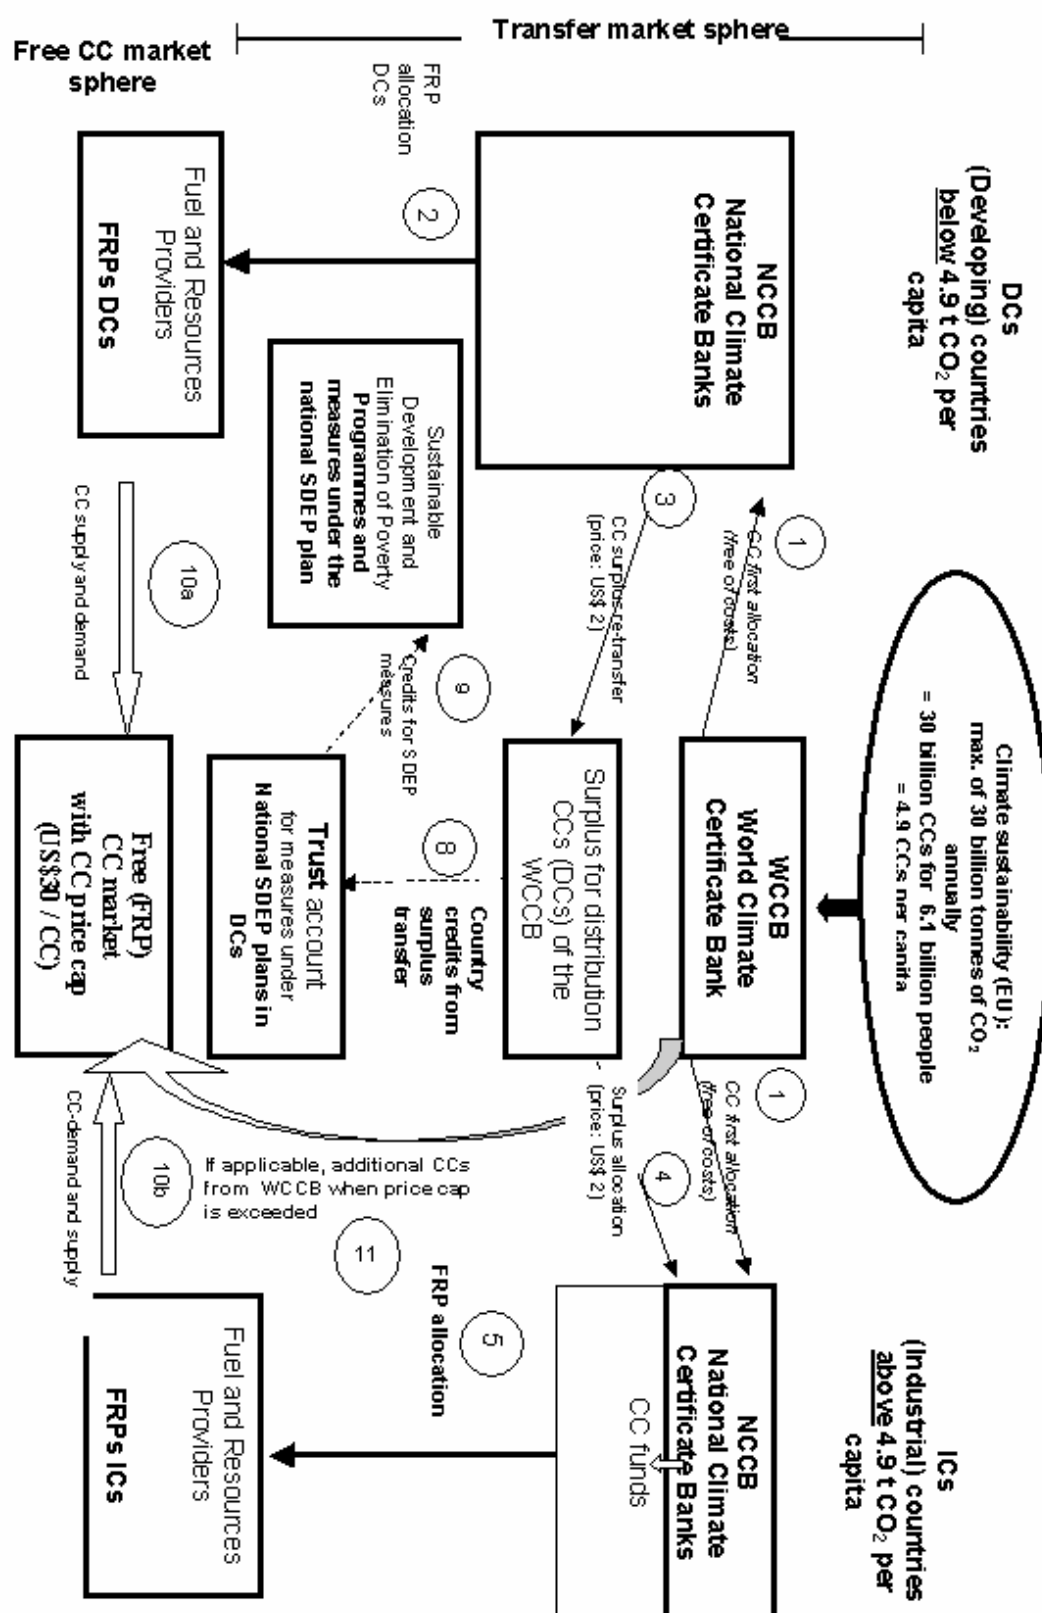 Free CC market
sphere
Transfer market sphere
DCs
(Developing) countries
below 4.9 t CO₂ per
capita
Climate sustainability (EU):
max. of 30 billion tonnes of CO₂
annually
= 30 billion CCs for 6.1 billion people
= 4.9 CCs per canita
ICs
(Industrial) countries
above 4.9 t CO₂ per
capita
NCCB
National Climate
Certificate Banks
1
CC first allocation
(free of costs)
WCCB
World Climate
Certificate Bank
1
CC first allocation
(free of costs)
NCCB
National Climate
Certificate Banks
CC funds
3
CC surplus-re-transfer
(price: US$ 2)
Surplus for distribution
CCs (DCs) of the
WCCB
4
Surplus allocation
(price: US$ 2)
FRP
allocation
DCs
2
Sustainable
Development and
Elimination of Poverty
Programmes and
measures under the
national SDEP plan
9
Credits for SDEP
measures
8
Country
credits from
surplus
transfer
5
FRP allocation
Trust account
for measures under
National SDEP plans in
DCs
11
If applicable, additional CCs
from WCCB when price cap
is exceeded
Fuel and Resources
Providers
FRPs DCs
10a
CC supply and demand
Free (FRP)
CC market
with CC price cap
(US$30 / CC)
10b
CC-demand and supply
Fuel and Resources
Providers
FRPs ICs